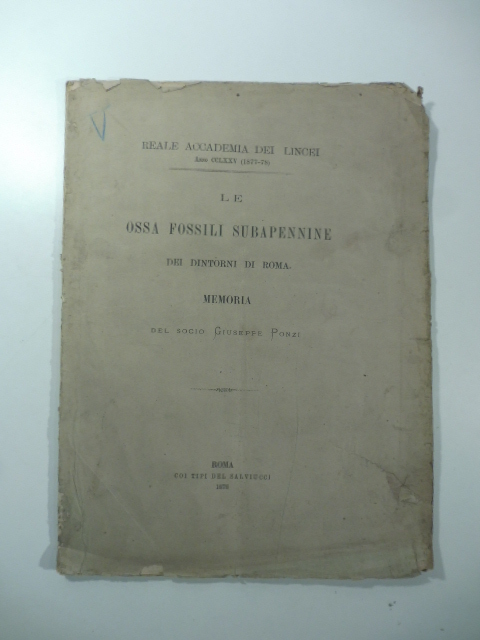 V
REALE ACCADEMIA DEI LINCEI
ANNO CCLXXV (1877-78)
LE
OSSA FOSSILI SUBAPENNINE
DEI DINTORNI DI ROMA.
MEMORIA
DEL SOCIO GIUSEPPE PONZI
ROMA
COI TIPI DEL SALVIUCCI
1878